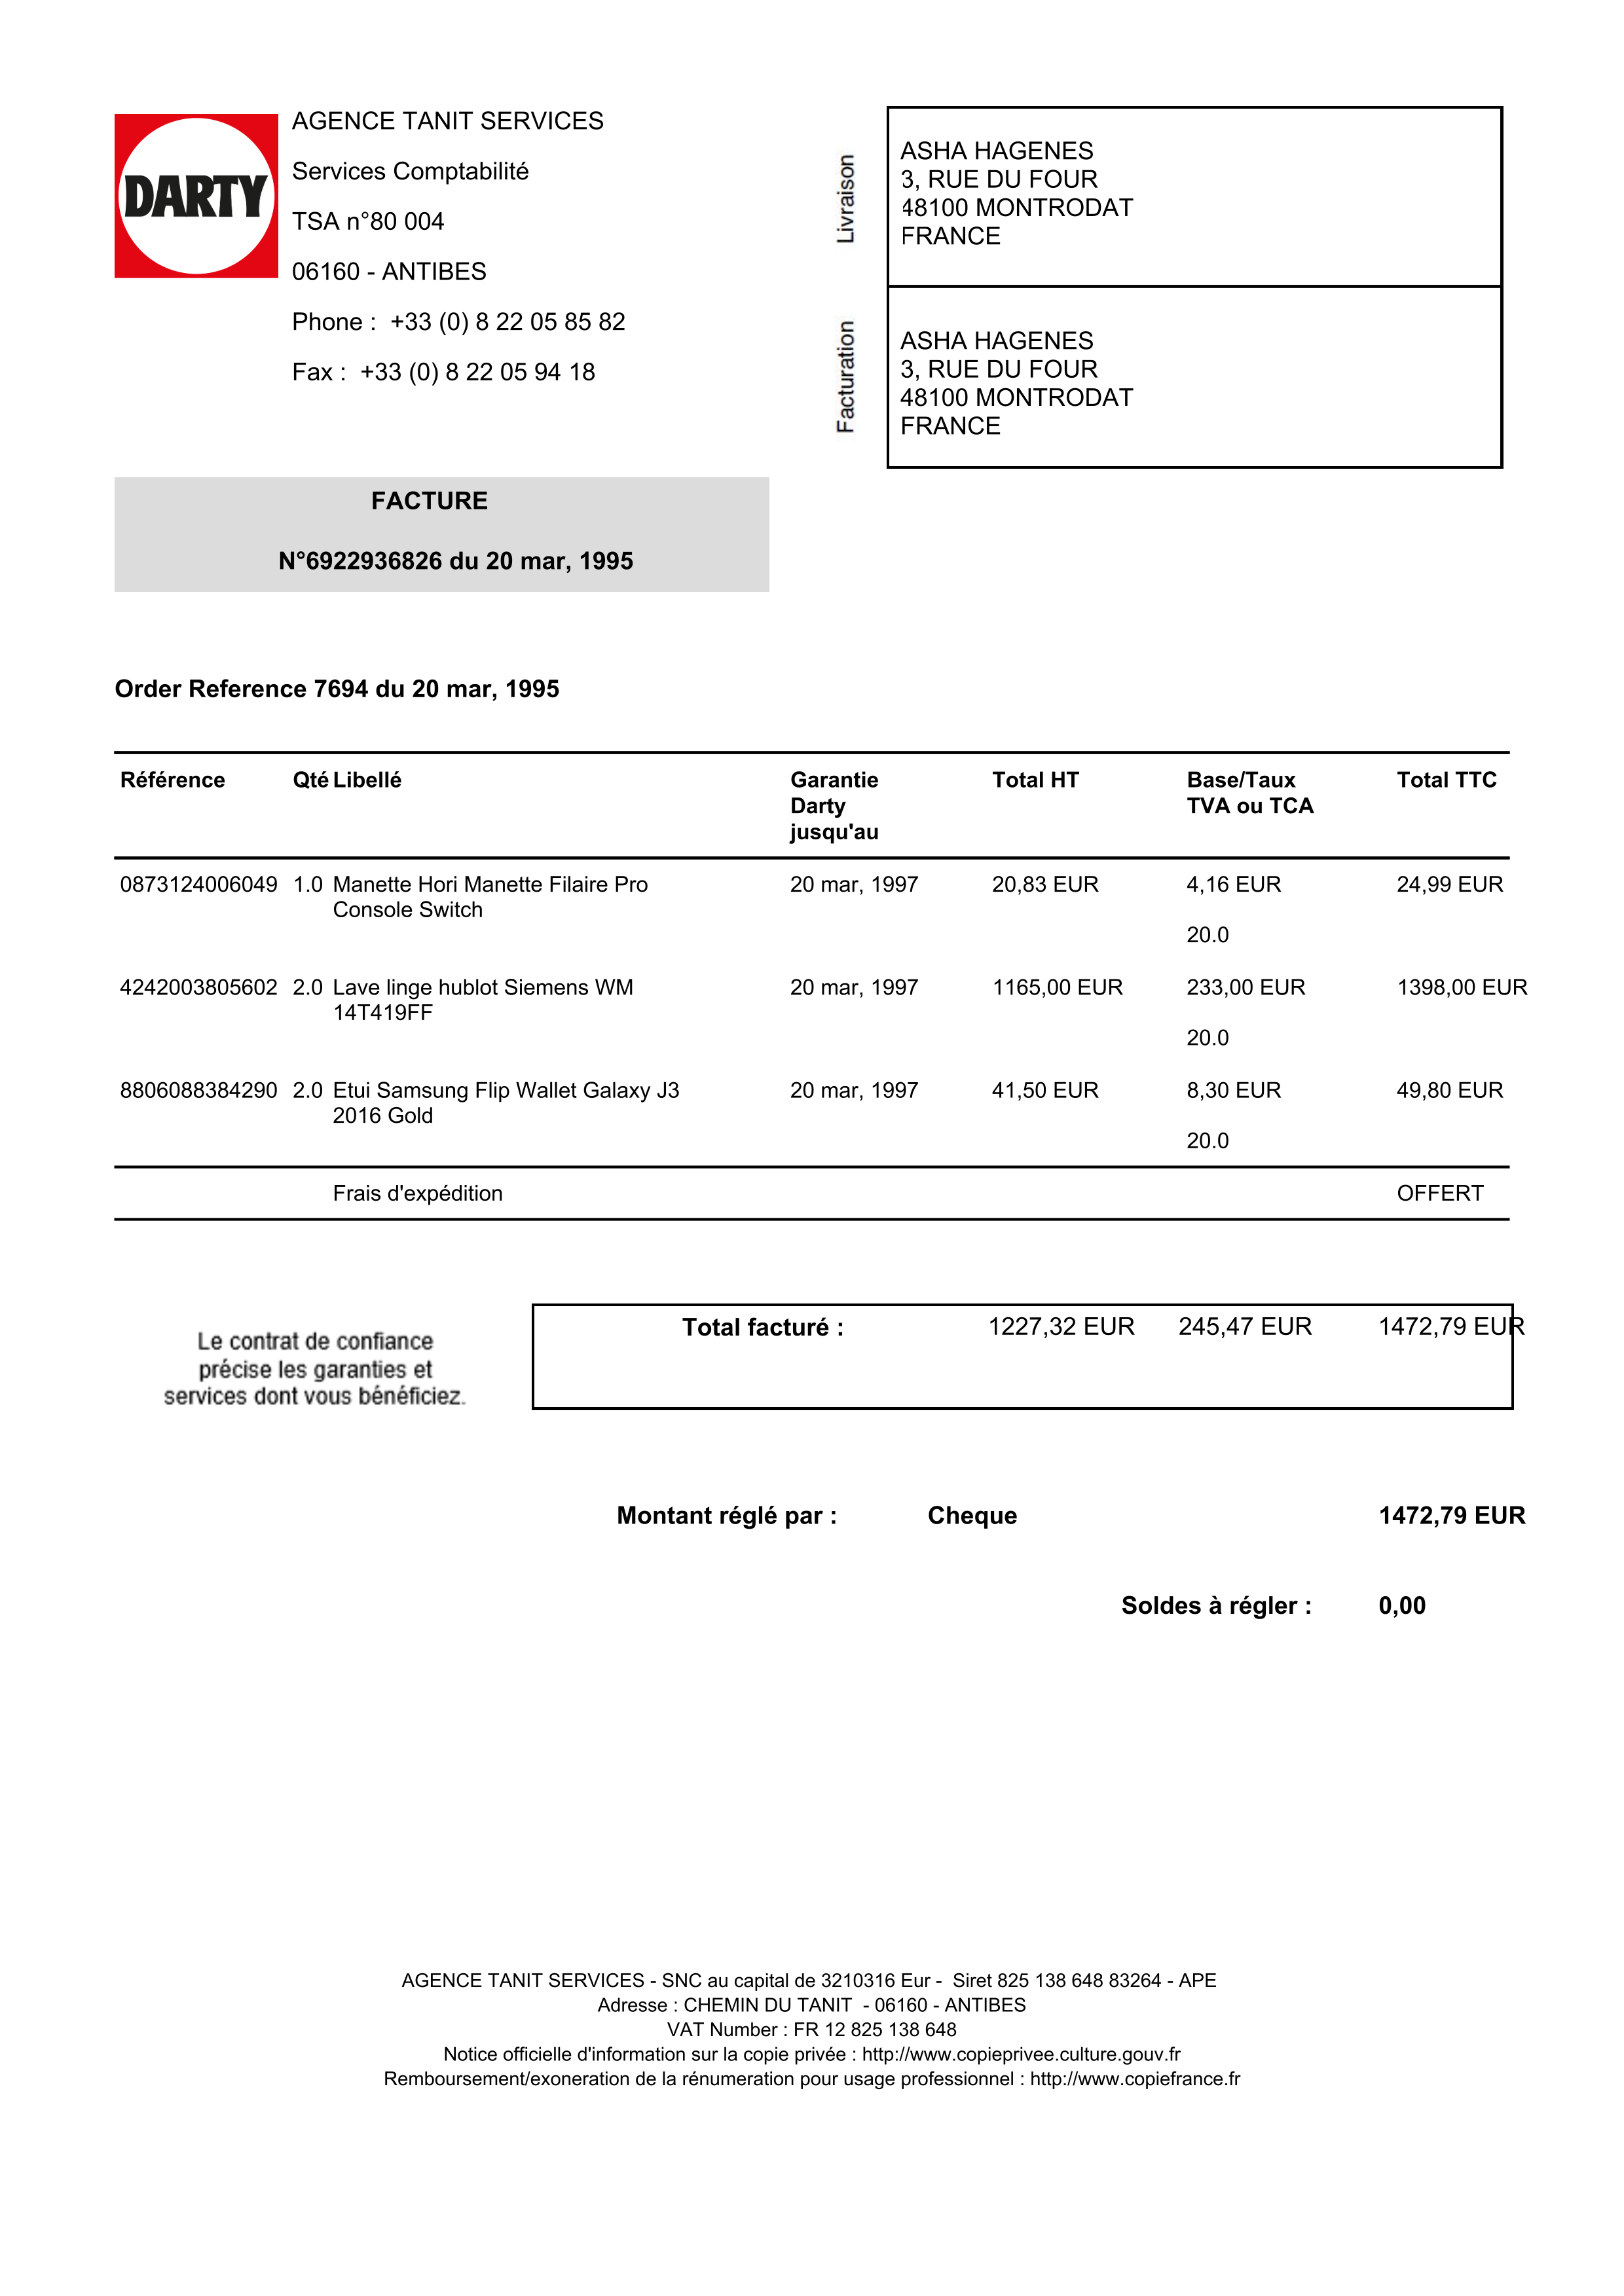 DARTY
AGENCE TANIT SERVICES
Services Comptabilité
TSA n°80 004
06160 - ANTIBES
Phone : +33 (0) 8 22 05 85 82
Fax : +33 (0) 8 22 05 94 18
Livraison
ASHA HAGENES
3, RUE DU FOUR
48100 MONTRODAT
FRANCE
Facturation
ASHA HAGENES
3, RUE DU FOUR
48100 MONTRODAT
FRANCE
FACTURE
N°6922936826 du 20 mar, 1995
Order Reference 7694 du 20 mar, 1995
Référence Qté Libellé Garantie Total HT Base/Taux Total TTC
Darty TVA ou TCA
jusqu'au
0873124006049 1.0 Manette Hori Manette Filaire Pro 20 mar, 1997 20,83 EUR 4,16 EUR 24,99 EUR
Console Switch
20.0
4242003805602 2.0 Lave linge hublot Siemens WM 20 mar, 1997 1165,00 EUR 233,00 EUR 1398,00 EUR
14T419FF
20.0
8806088384290 2.0 Etui Samsung Flip Wallet Galaxy J3 20 mar, 1997 41,50 EUR 8,30 EUR 49,80 EUR
2016 Gold
20.0
Frais d'expédition OFFERT
Le contrat de confiance
précise les garanties et
services dont vous bénéficiez.
Total facturé : 1227,32 EUR 245,47 EUR 1472,79 EUR
Montant réglé par : Cheque 1472,79 EUR
Soldes à régler : 0,00
AGENCE TANIT SERVICES - SNC au capital de 3210316 Eur - Siret 825 138 648 83264 - APE
Adresse : CHEMIN DU TANIT - 06160 - ANTIBES
VAT Number : FR 12 825 138 648
Notice officielle d'information sur la copie privée : http://www.copieprivee.culture.gouv.fr
Remboursement/exoneration de la rénumeration pour usage professionnel : http://www.copiefrance.fr